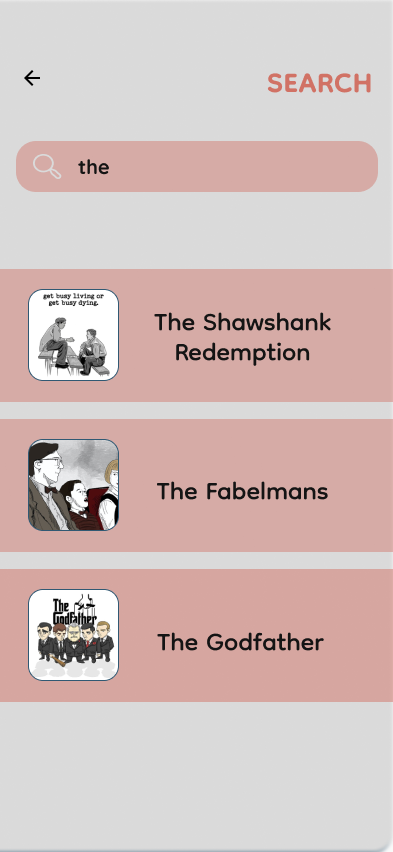 SEARCH
the
get busy living or
get busy dying.
The Shawshank
Redemption
The Fabelmans
The
Godfather
The Godfather